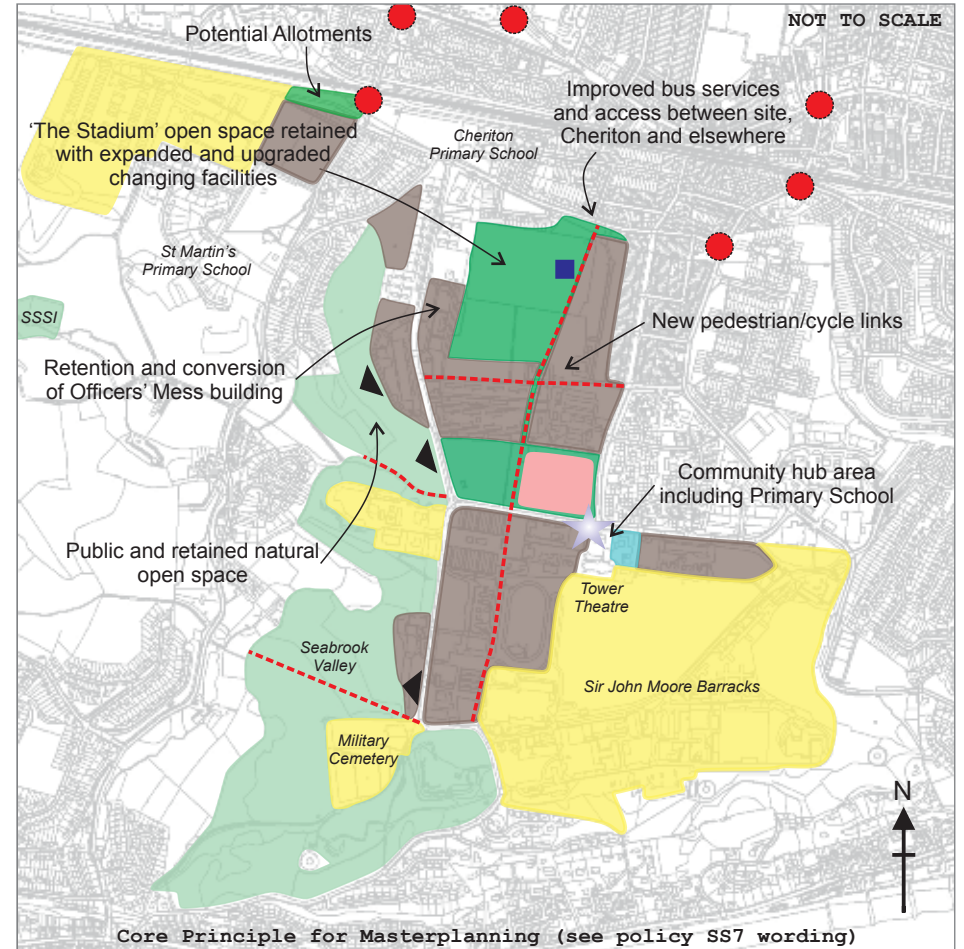 NOT TO SCALE
Potential Allotments
Improved bus services
and access between site,
Cheriton and elsewhere
'The Stadium' open space retained
with expanded and upgraded
changing facilities
Cheriton
Primary School
St Martin's
Primary School
SSSI
New pedestrian/cycle links
Retention and conversion
of Officers' Mess building
Community hub area
including Primary School
Public and retained natural
open space
Tower
Theatre
Seabrook
Valley
Sir John Moore Barracks
Military
Cemetery
N
Core Principle for Masterplanning (see policy SS7 wording)